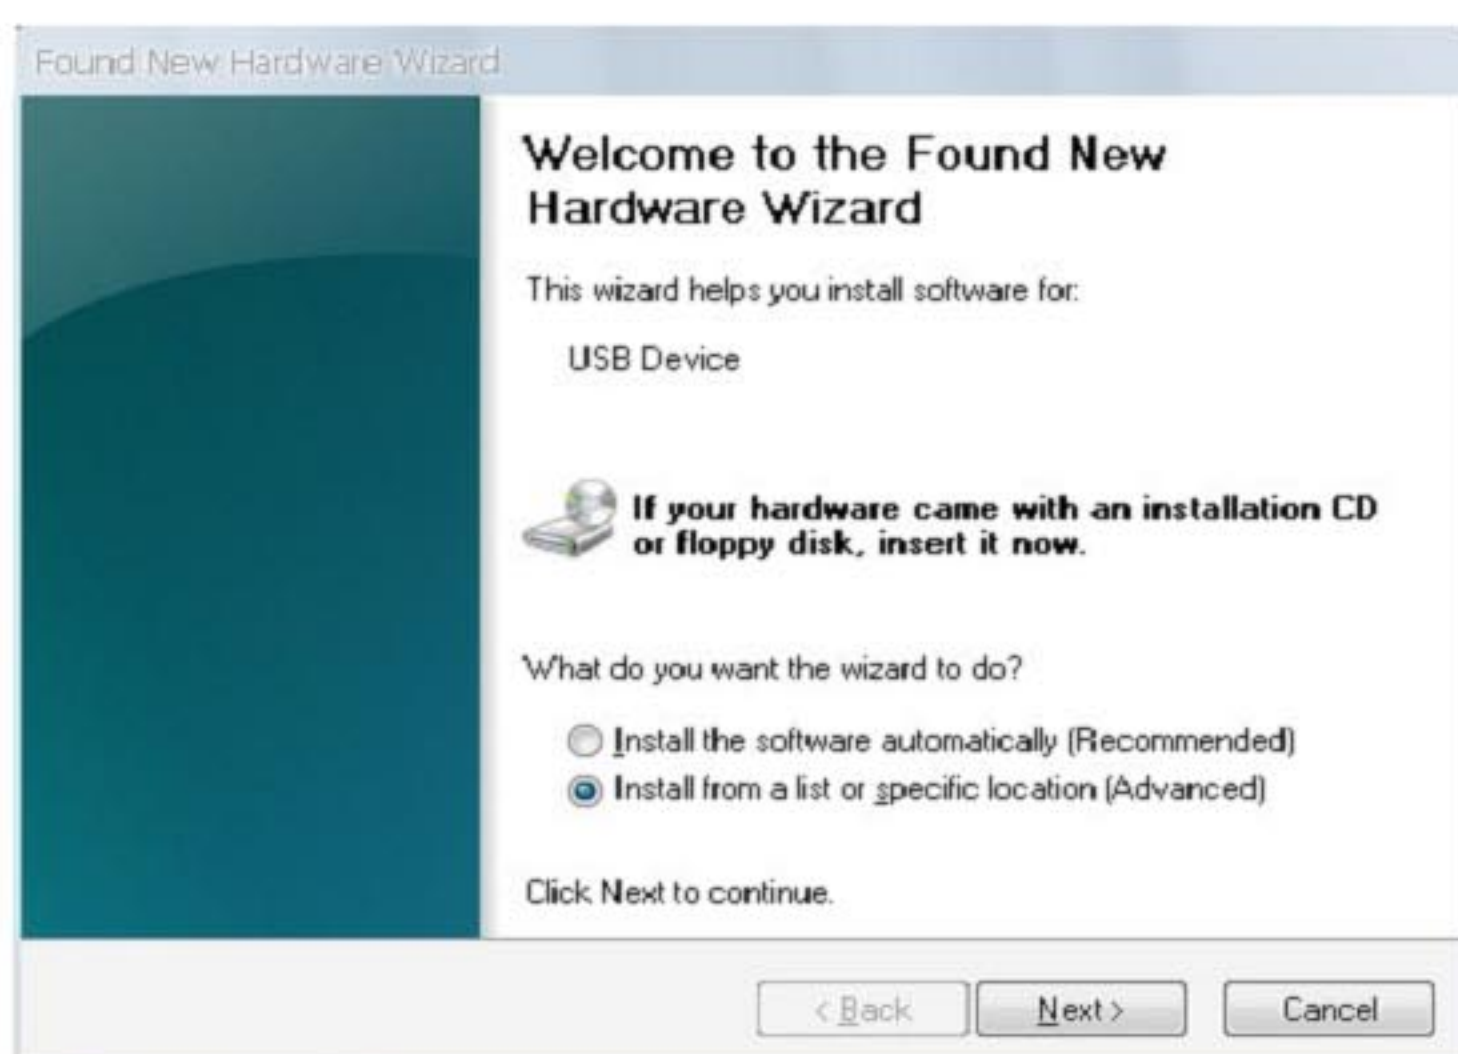 Found New Hardware Wizard
Welcome to the Found New
Hardware Wizard
This wizard helps you install software for:
USB Device
If your hardware came with an installation CD
or floppy disk, insert it now.
What do you want the wizard to do?
Install the software automatically (Recommended)
Install from a list or specific location (Advanced)
Click Next to continue.
< Back Next > Cancel